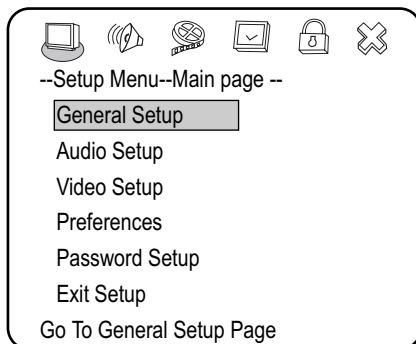 --Setup Menu--Main page --
General Setup
Audio Setup
Video Setup
Preferences
Password Setup
Exit Setup
Go To General Setup Page